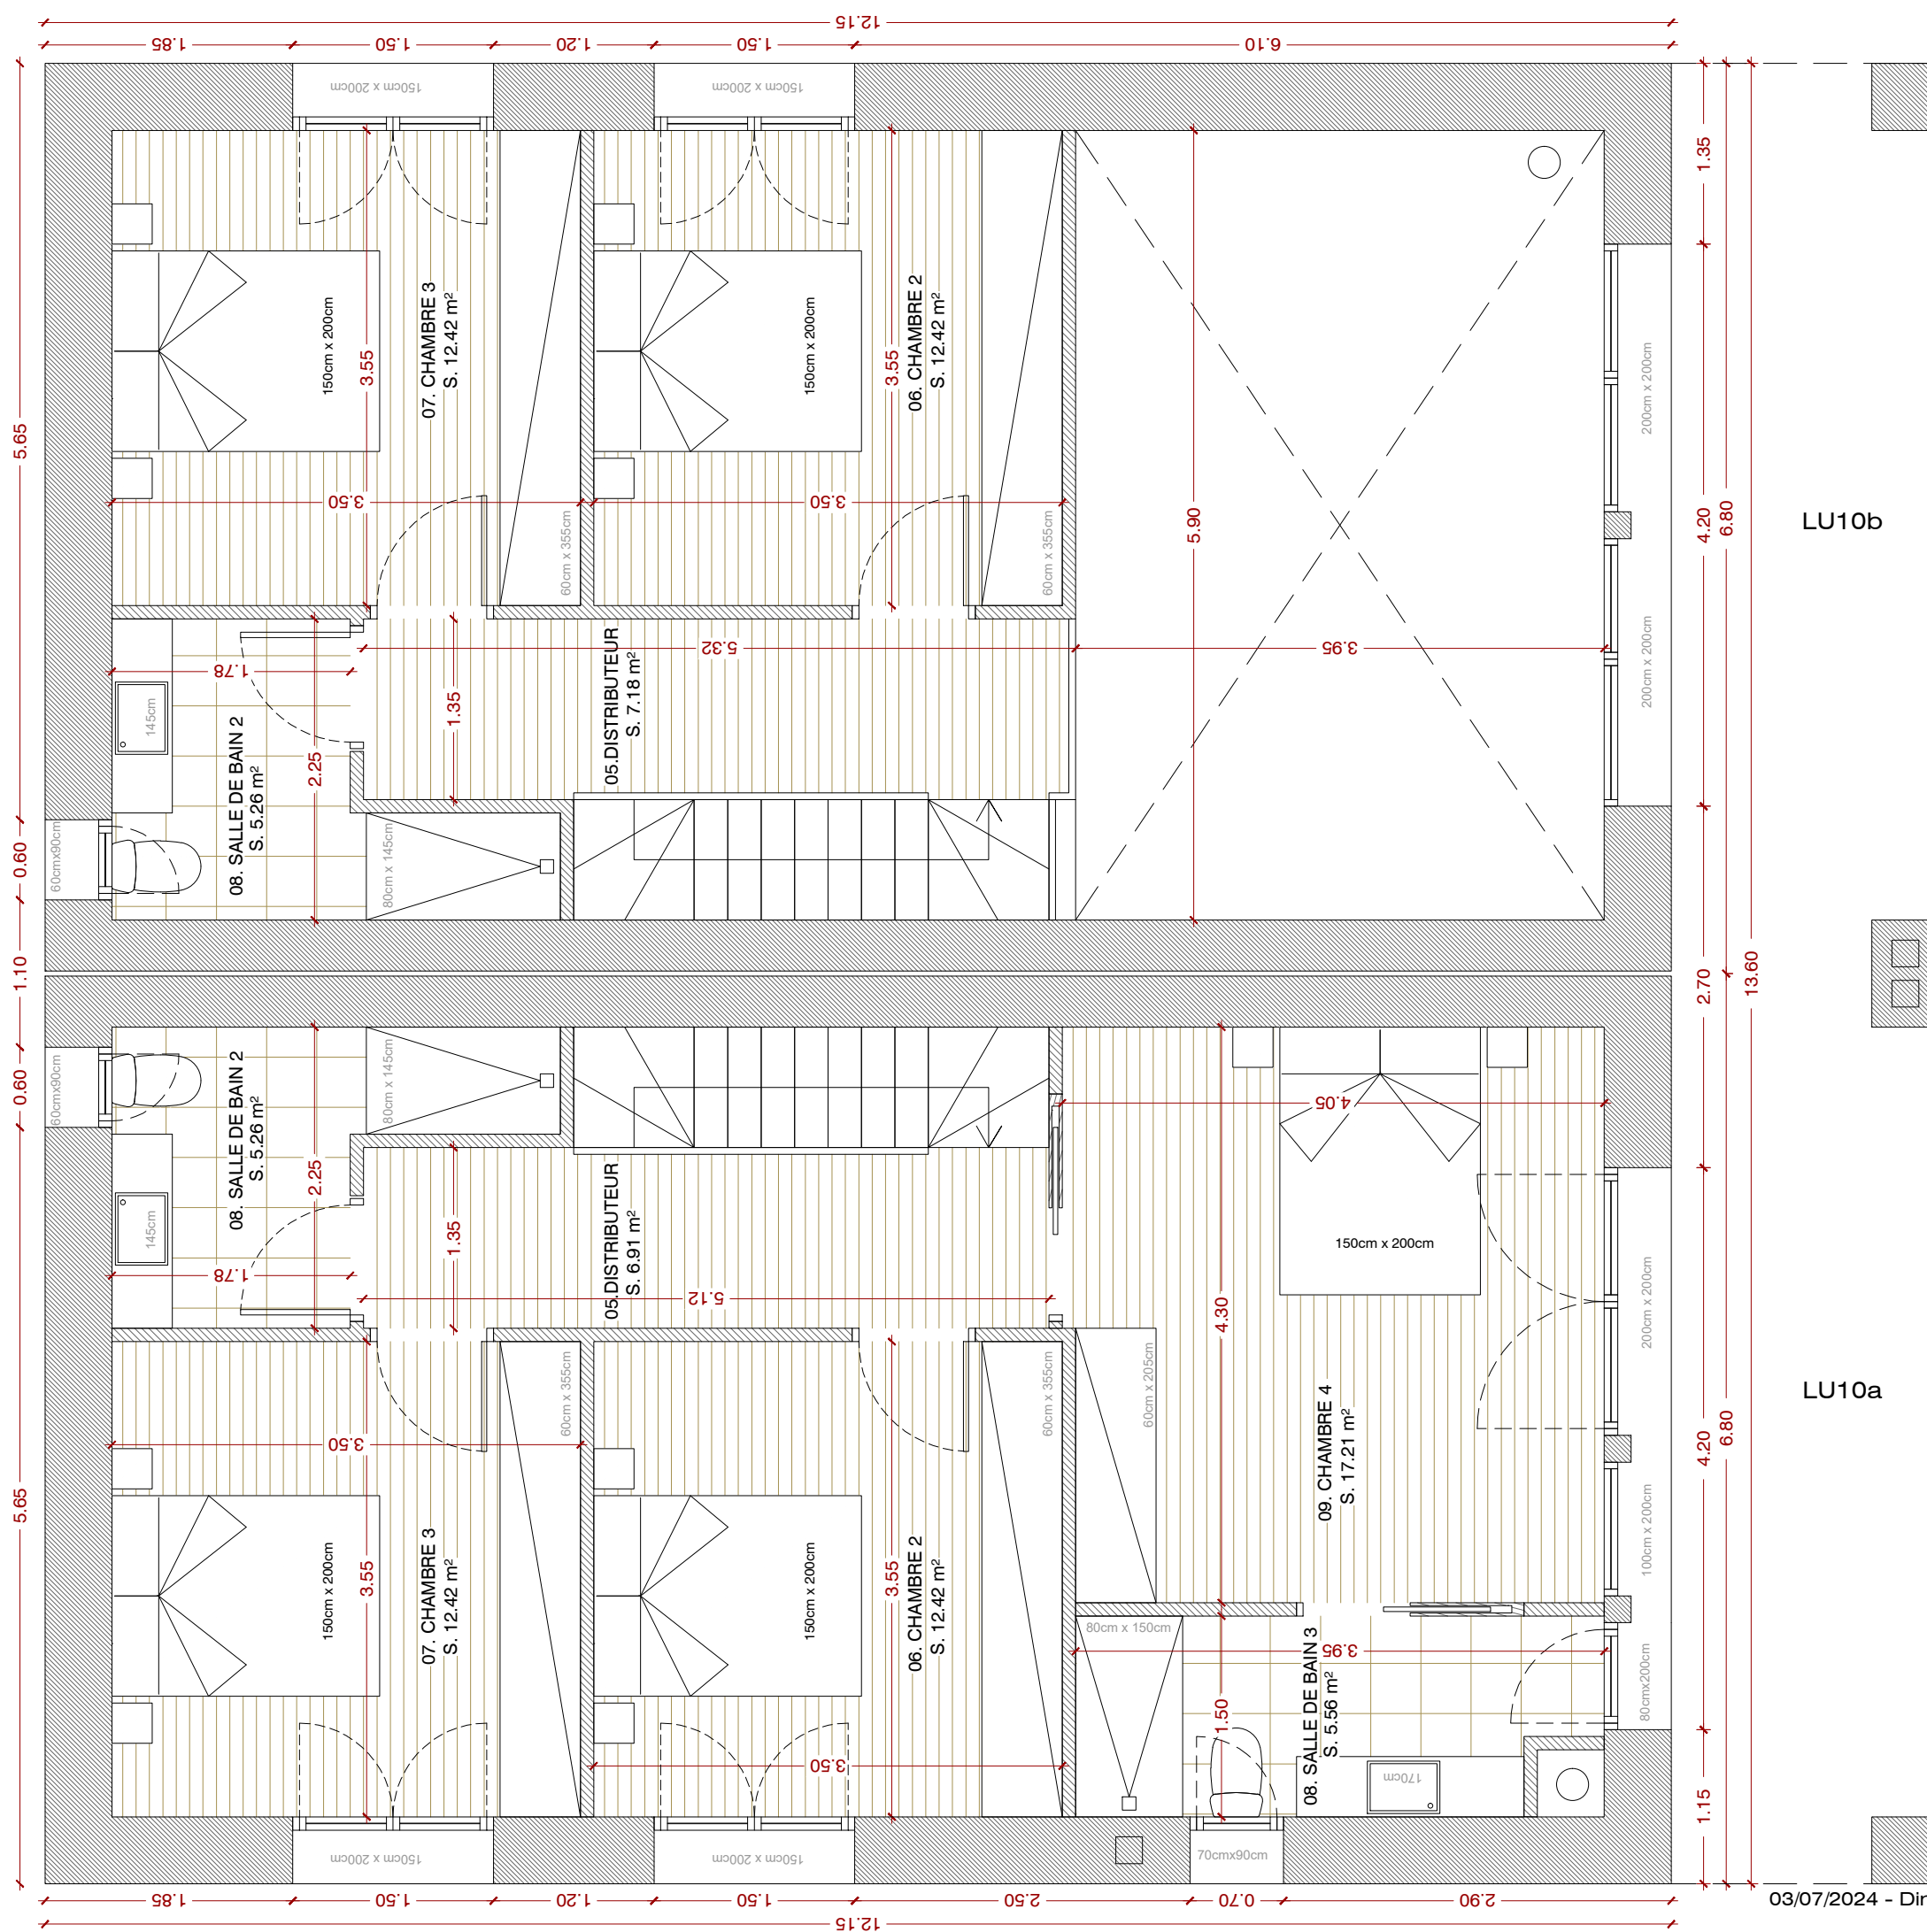 12.15
1.85
1.50
1.20
1.50
6.10
150cm x 200cm
150cm x 200cm
5.65
0.60
1.10
0.60
5.65
1.35
4.20
2.70
4.20
1.15
6.80
6.80
13.60
150cm x 200cm
3.55
07. CHAMBRE 3
S. 12.42 m²
3.50
60cm x 355cm
150cm x 200cm
3.55
06. CHAMBRE 2
S. 12.42 m²
3.50
60cm x 355cm
5.90
3.95
200cm x 200cm
200cm x 200cm
LU10b
1.78
145cm
08. SALLE DE BAIN 2
S. 5.26 m²
2.25
60cmx90cm
80cm x 145cm
1.35
05.DISTRIBUTEUR
S. 7.18 m²
5.32
60cmx90cm
08. SALLE DE BAIN 2
S. 5.26 m²
2.25
145cm
1.78
80cm x 145cm
1.35
05.DISTRIBUTEUR
S. 6.91 m²
5.12
4.05
150cm x 200cm
4.30
09. CHAMBRE 4
S. 17.21 m²
60cm x 205cm
200cm x 200cm
100cm x 200cm
80cmx200cm
LU10a
3.50
150cm x 200cm
3.55
07. CHAMBRE 3
S. 12.42 m²
60cm x 355cm
150cm x 200cm
3.55
06. CHAMBRE 2
S. 12.42 m²
3.50
60cm x 355cm
80cm x 150cm
3.95
1.50
08. SALLE DE BAIN 3
S. 5.56 m²
170cm
70cmx90cm
150cm x 200cm
150cm x 200cm
1.85
1.50
1.20
1.50
2.50
0.70
2.90
12.15
03/07/2024 - Dir